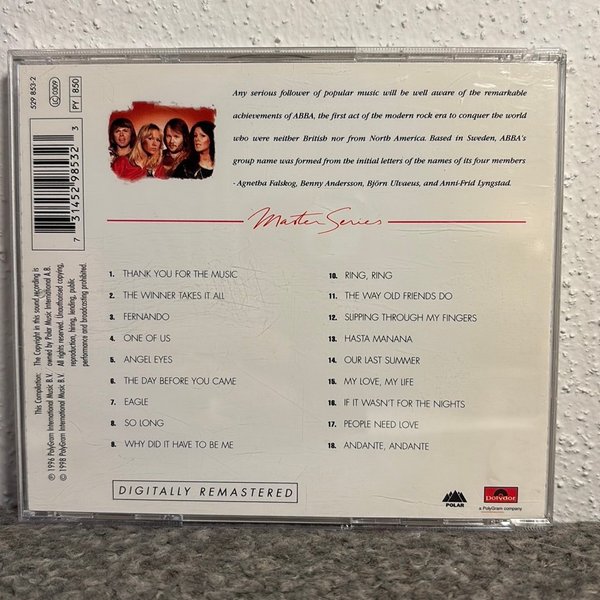 Any serious follower of popular music will be well aware of the remarkable
achievements of ABBA, the first act of the modern rock era to conquer the world
who were neither British nor from North America. Based in Sweden, ABBA's
group name was formed from the initial letters of the names of its four members
- Agnetha Falskog, Benny Andersson, Björn Ulvaeus, and Anni-Frid Lyngstad.
Master Series
1. THANK YOU FOR THE MUSIC
2. THE WINNER TAKES IT ALL
3. FERNANDO
4. ONE OF US
5. ANGEL EYES
6. THE DAY BEFORE YOU CAME
7. EAGLE
8. SO LONG
9. WHY DID IT HAVE TO BE ME
10. RING, RING
11. THE WAY OLD FRIENDS DO
12. SLIPPING THROUGH MY FINGERS
13. HASTA MANANA
14. OUR LAST SUMMER
15. MY LOVE, MY LIFE
16. IF IT WASN'T FOR THE NIGHTS
17. PEOPLE NEED LOVE
18. ANDANTE, ANDANTE
DIGITALLY REMASTERED
POLAR
Polydor
a PolyGram company
529 853-2
LC 0309
PY 850
7 31452 98532 3
This Compilation:
℗ 1996 PolyGram International Music B.V.
© 1998 PolyGram International Music B.V.
The Copyright in this sound recording is
owned by Polar Music International A.B.
All rights reserved. Unauthorised copying,
reproduction, hiring, lending, public
performance and broadcasting prohibited.